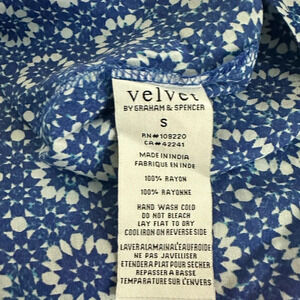 velvet
BY GRAHAM & SPENCER
S
RN# 109220
CA# 42241
MADE IN INDIA
FABRIQUE EN INDE
100% RAYON
100% RAYONNE
HAND WASH COLD
DO NOT BLEACH
LAY FLAT TO DRY
COOL IRON ON REVERSE SIDE
LAVER A LA MAIN A L'EAU FROIDE
NE PAS JAVELLISER
ETENDRE A PLAT POUR SECHER
REPASSER A BASSE
TEMPARATURE SUR L'ENVERS